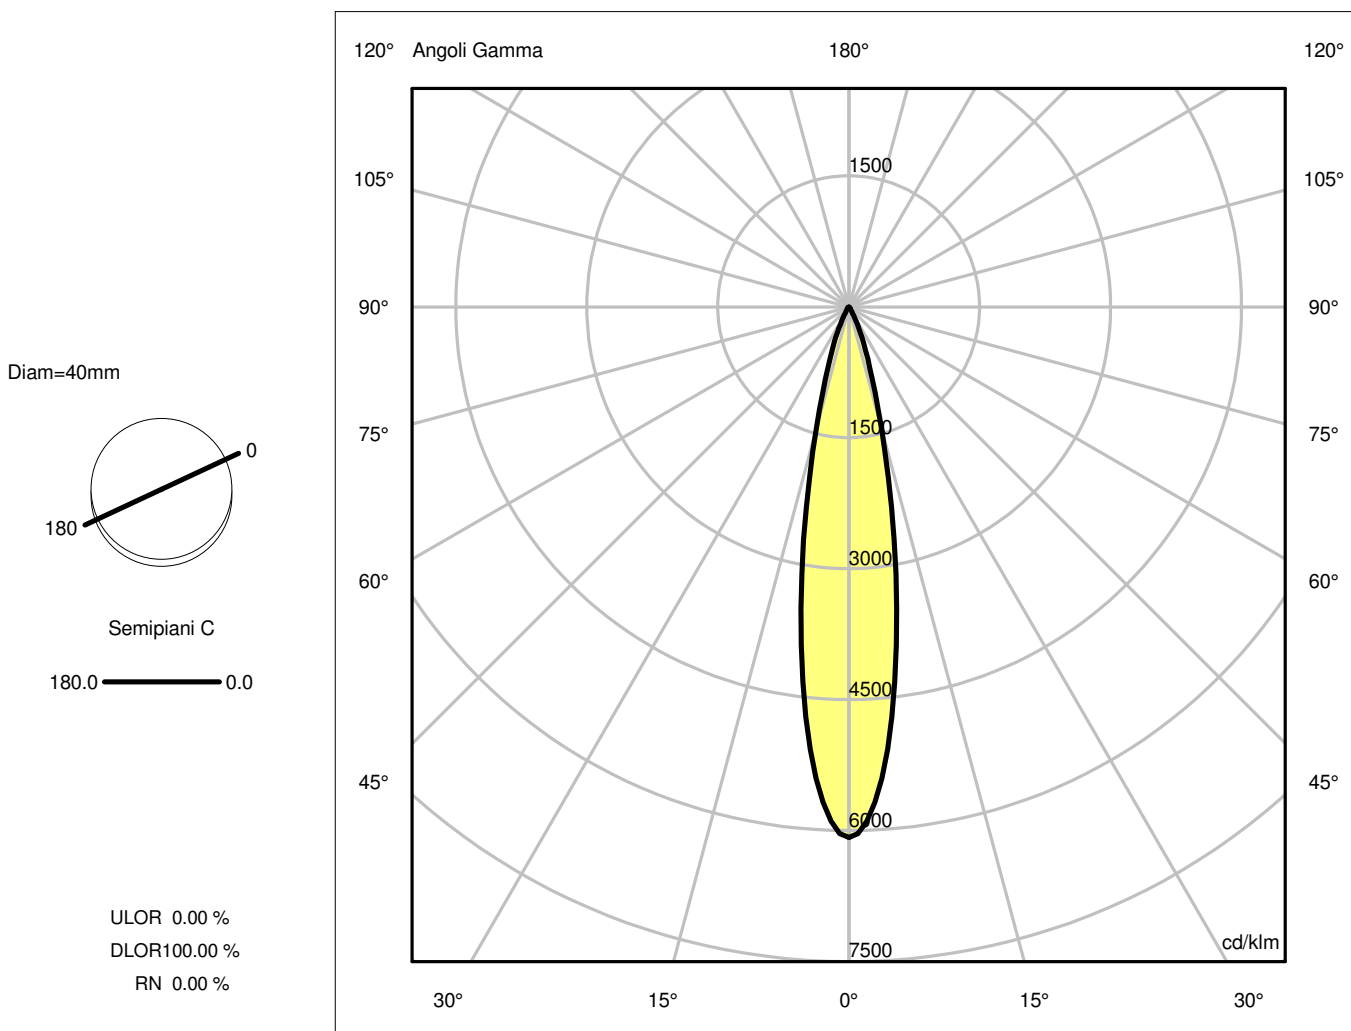 120° Angoli Gamma 180° 120°
1500
105° 105°
90° 90°
Diam=40mm
1500
75° 75°
0
180
3000
60° 60°
Semipiani C
180.0 0.0
4500
45° 45°
6000
ULOR 0.00 %
cd/klm
DLOR100.00 %
7500
RN 0.00 %
30° 15° 0° 15° 30°